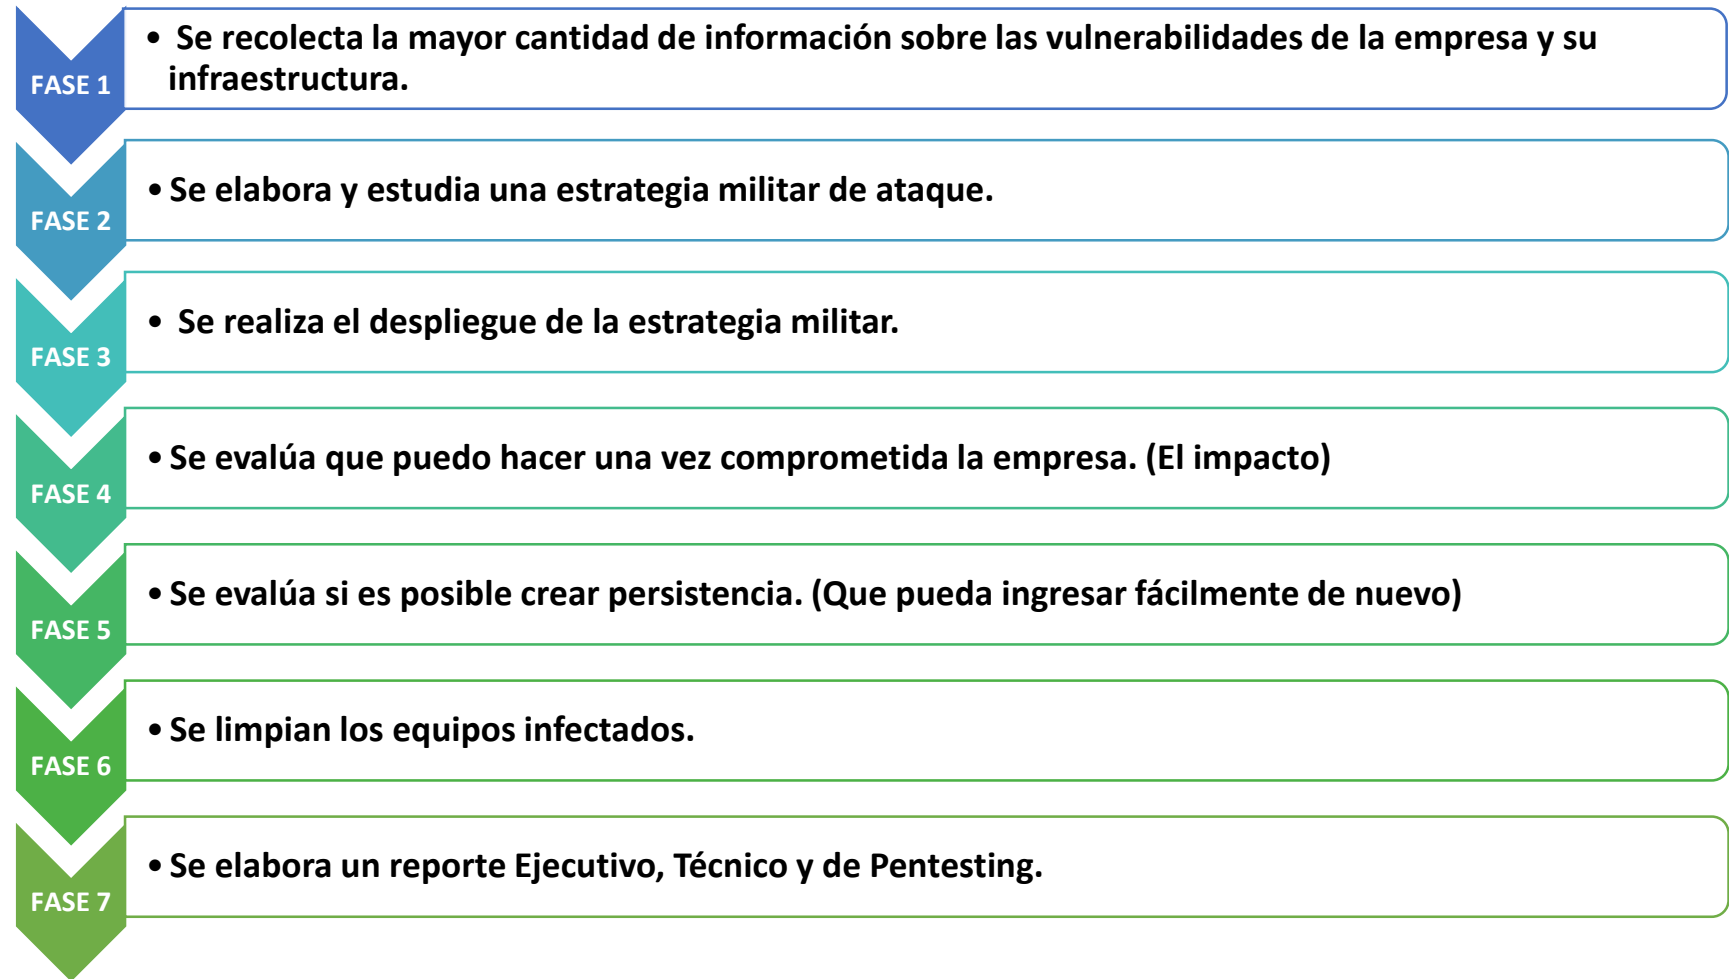 FASE 1
• Se recolecta la mayor cantidad de información sobre las vulnerabilidades de la empresa y su
infraestructura.
FASE 2
• Se elabora y estudia una estrategia militar de ataque.
FASE 3
• Se realiza el despliegue de la estrategia militar.
FASE 4
• Se evalúa que puedo hacer una vez comprometida la empresa. (El impacto)
FASE 5
• Se evalúa si es posible crear persistencia. (Que pueda ingresar fácilmente de nuevo)
FASE 6
• Se limpian los equipos infectados.
FASE 7
• Se elabora un reporte Ejecutivo, Técnico y de Pentesting.